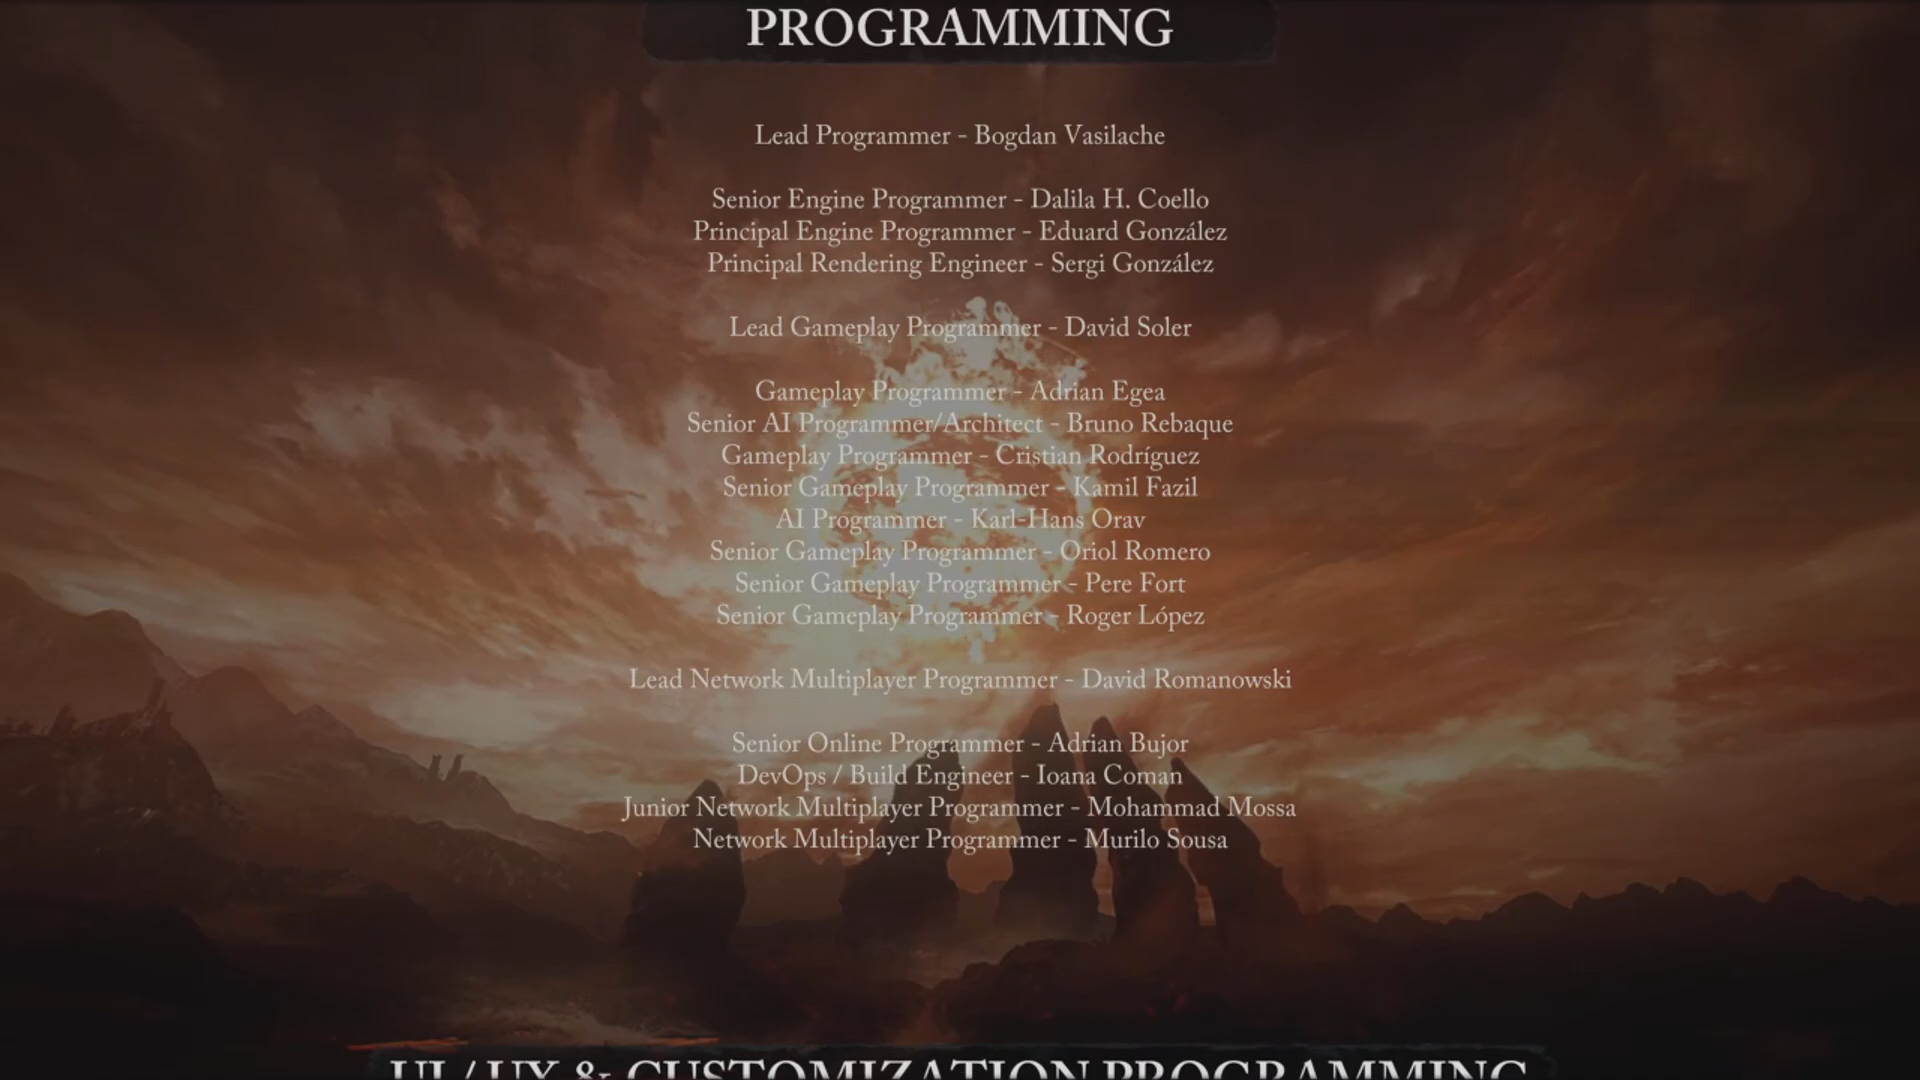 PROGRAMMING
Lead Programmer - Bogdan Vasilache
Senior Engine Programmer - Dalila H. Coello
Principal Engine Programmer - Eduard González
Principal Rendering Engineer - Sergi González
Lead Gameplay Programmer - David Soler
Gameplay Programmer - Adrian Egea
Senior AI Programmer/Architect - Bruno Rebaque
Gameplay Programmer - Cristian Rodríguez
Senior Gameplay Programmer - Kamil Fazil
AI Programmer - Karl-Hans Orav
Senior Gameplay Programmer - Oriol Romero
Senior Gameplay Programmer - Pere Fort
Senior Gameplay Programmer - Roger López
Lead Network Multiplayer Programmer - David Romanowski
Senior Online Programmer - Adrian Bujor
DevOps / Build Engineer - Ioana Coman
Junior Network Multiplayer Programmer - Mohammad Mossa
Network Multiplayer Programmer - Murilo Sousa
UI / UX & CUSTOMIZATION PROGRAMMING